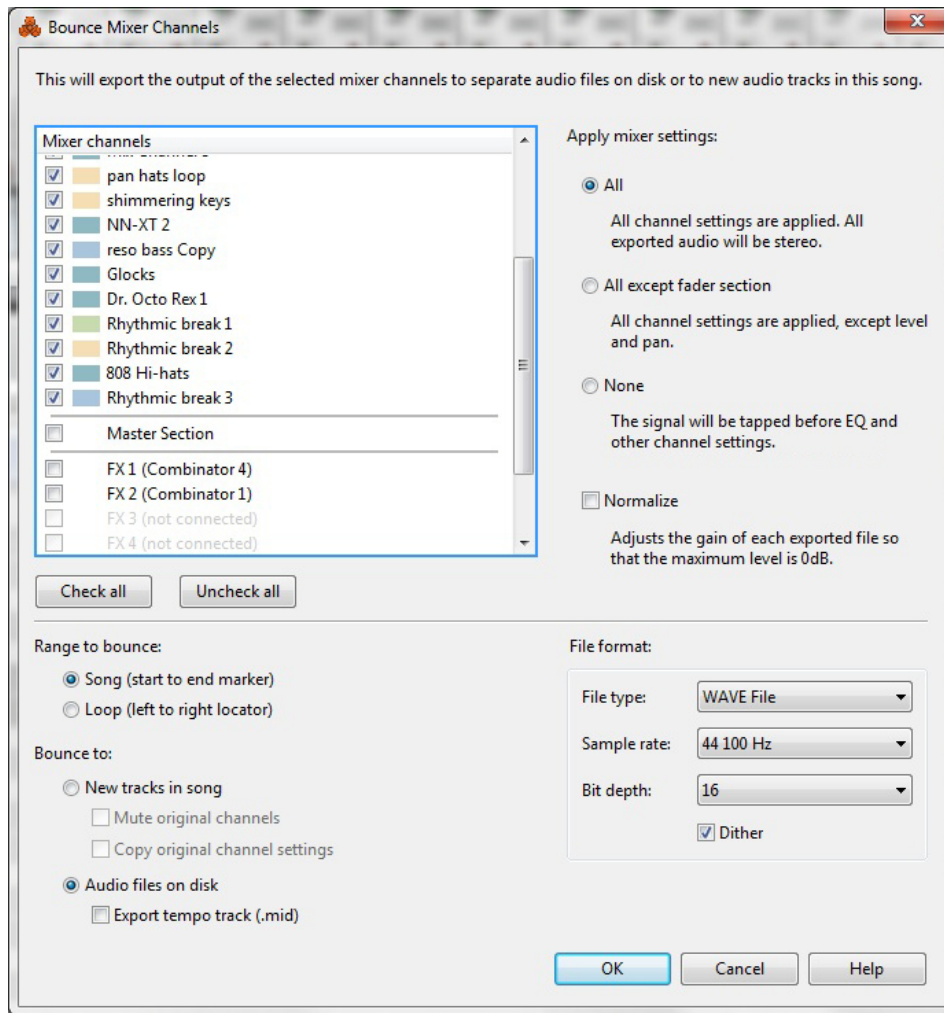 Bounce Mixer Channels
This will export the output of the selected mixer channels to separate audio files on disk or to new audio tracks in this song.
Mixer channels
pan hats loop
shimmering keys
NN-XT 2
reso bass Copy
Glocks
Dr. Octo Rex 1
Rhythmic break 1
Rhythmic break 2
808 Hi-hats
Rhythmic break 3
Master Section
FX 1 (Combinator 4)
FX 2 (Combinator 1)
FX 3 (not connected)
FX 4 (not connected)
Check all
Uncheck all
Apply mixer settings:
All
All channel settings are applied. All
exported audio will be stereo.
All except fader section
All channel settings are applied, except level
and pan.
None
The signal will be tapped before EQ and
other channel settings.
Normalize
Adjusts the gain of each exported file so
that the maximum level is 0dB.
Range to bounce:
Song (start to end marker)
Loop (left to right locator)
Bounce to:
New tracks in song
Mute original channels
Copy original channel settings
Audio files on disk
Export tempo track (.mid)
File format:
File type:
WAVE File
Sample rate:
44 100 Hz
Bit depth:
16
Dither
OK
Cancel
Help